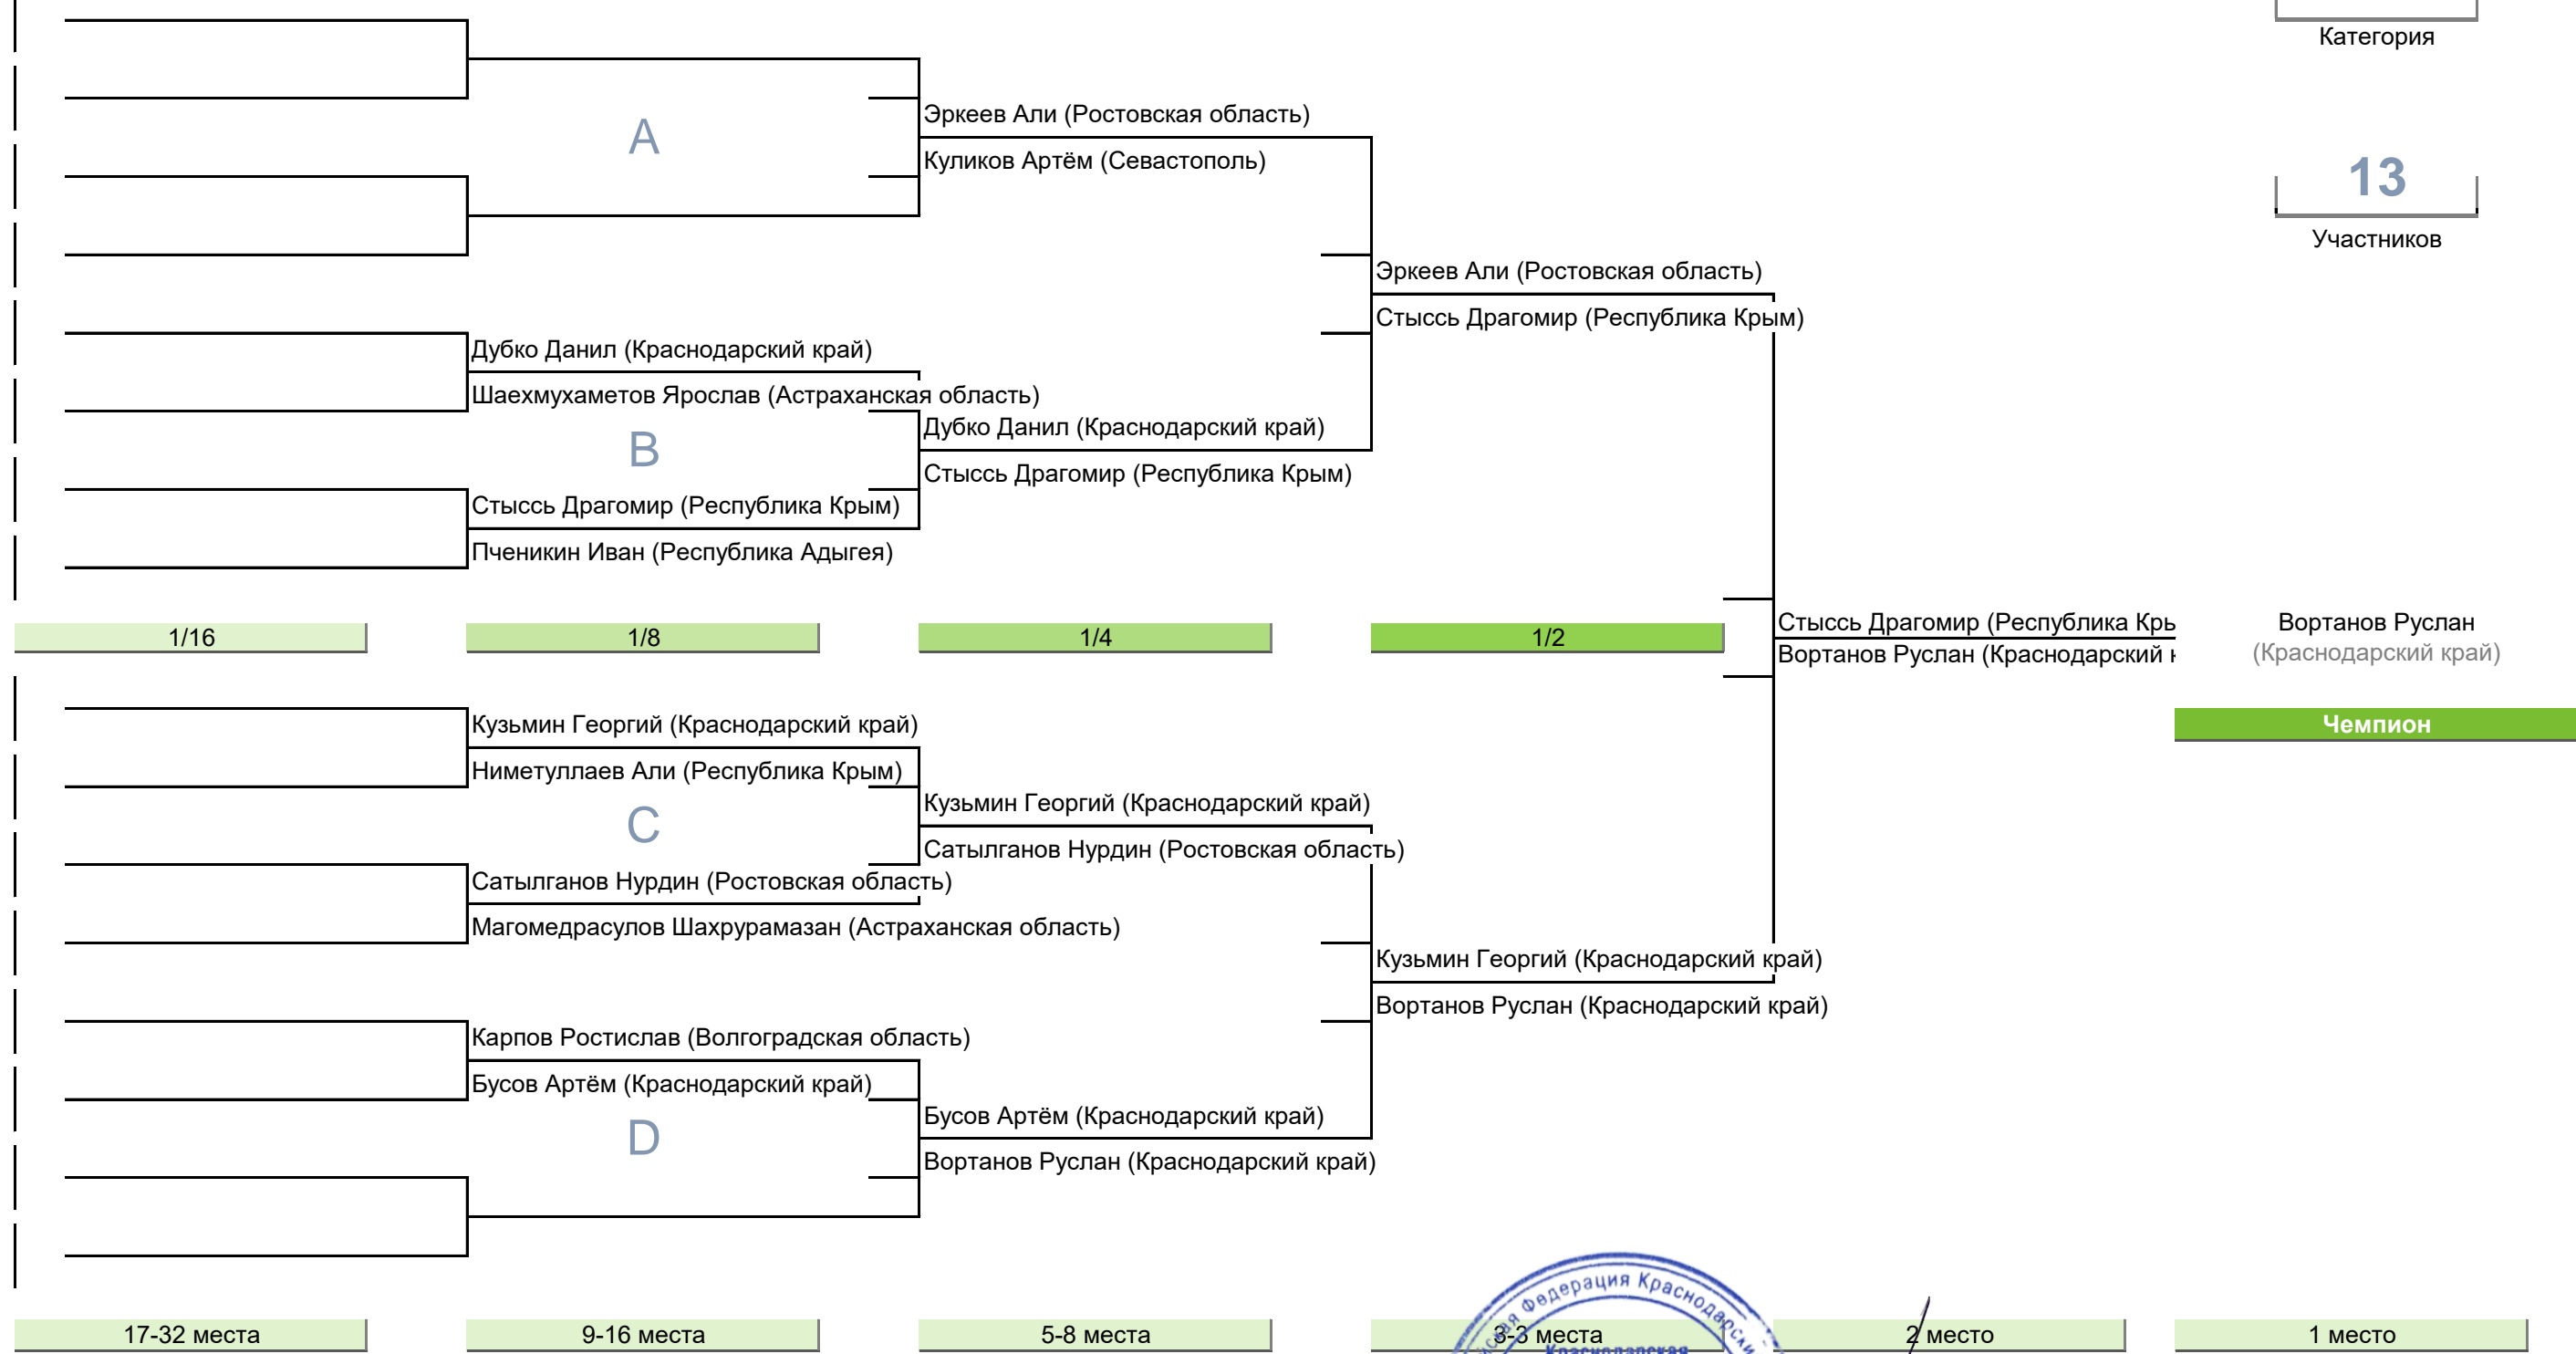 Категория
Эркеев Али (Ростовская область)
A
Куликов Артём (Севастополь)
13
Участников
Эркеев Али (Ростовская область)
Стыссь Драгомир (Республика Крым)
Дубко Данил (Краснодарский край)
Шаехмухаметов Ярослав (Астраханская область)
Дубко Данил (Краснодарский край)
B
Стыссь Драгомир (Республика Крым)
Стыссь Драгомир (Республика Крым)
Пченикин Иван (Республика Адыгея)
1/16
1/8
1/4
1/2
Стыссь Драгомир (Республика Кры
Вортанов Руслан (Краснодарский
Вортанов Руслан
(Краснодарский край)
Чемпион
Кузьмин Георгий (Краснодарский край)
Ниметуллаев Али (Республика Крым)
Кузьмин Георгий (Краснодарский край)
C
Сатылганов Нурдин (Ростовская область)
Сатылганов Нурдин (Ростовская область)
Магомедрасулов Шахрурамазан (Астраханская область)
Кузьмин Георгий (Краснодарский край)
Вортанов Руслан (Краснодарский край)
Карпов Ростислав (Волгоградская область)
Бусов Артём (Краснодарский край)
Бусов Артём (Краснодарский край)
D
Вортанов Руслан (Краснодарский край)
Федерация
17-32 места
9-16 места
5-8 места
3-3 места
2 место
1 место